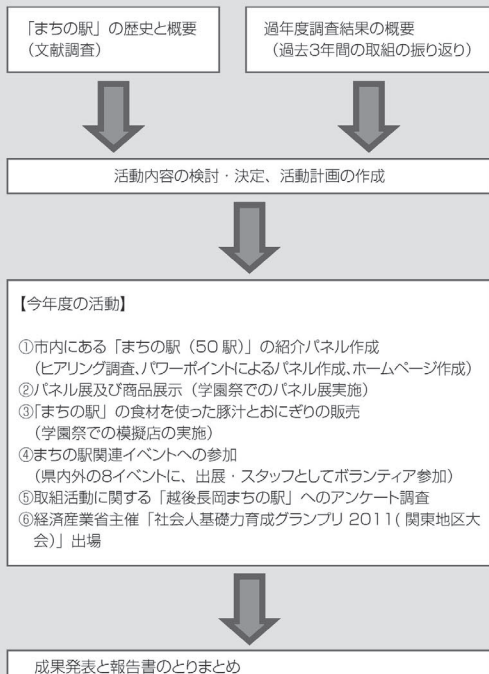 「まちの駅」の歴史と概要
（文献調査）
過年度調査結果の概要
（過去3年間の取組の振り返り）
活動内容の検討・決定、活動計画の作成
【今年度の活動】
①市内にある「まちの駅（50 駅）」の紹介パネル作成
（ヒアリング調査、パワーポイントによるパネル作成、ホームページ作成）
②パネル展及び商品展示（学園祭でのパネル展実施）
③「まちの駅」の食材を使った豚汁とおにぎりの販売
（学園祭での模擬店の実施）
④まちの駅関連イベントへの参加
（県内外の8イベントに、出展・スタッフとしてボランティア参加）
⑤取組活動に関する「越後長岡まちの駅」へのアンケート調査
⑥経済産業省主催「社会人基礎力育成グランプリ 2011( 関東地区大
会)」出場
成果発表と報告書のとりまとめ